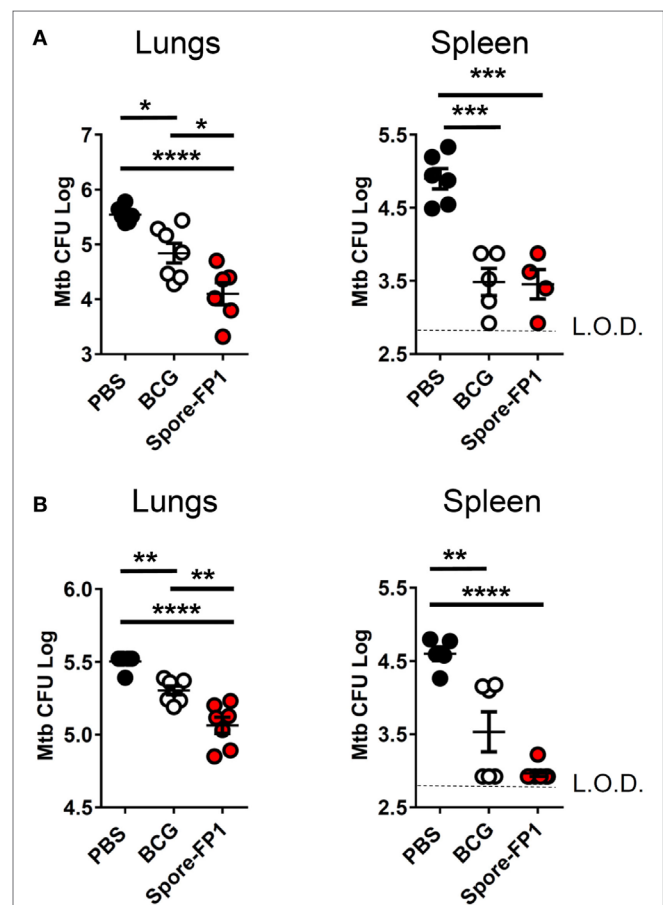 A
Lungs
Spleen
*
*
****
***
***
Mtb CFU Log
7
6
5
4
3
PBS
BCG
Spore-FP1
Mtb CFU Log
5.5
4.5
3.5
2.5
L.O.D.
PBS
BCG
Spore-FP1
B
Lungs
Spleen
**
**
****
**
****
Mtb CFU Log
6.0
5.5
5.0
4.5
PBS
BCG
Spore-FP1
Mtb CFU Log
5.5
4.5
3.5
2.5
L.O.D.
PBS
BCG
Spore-FP1